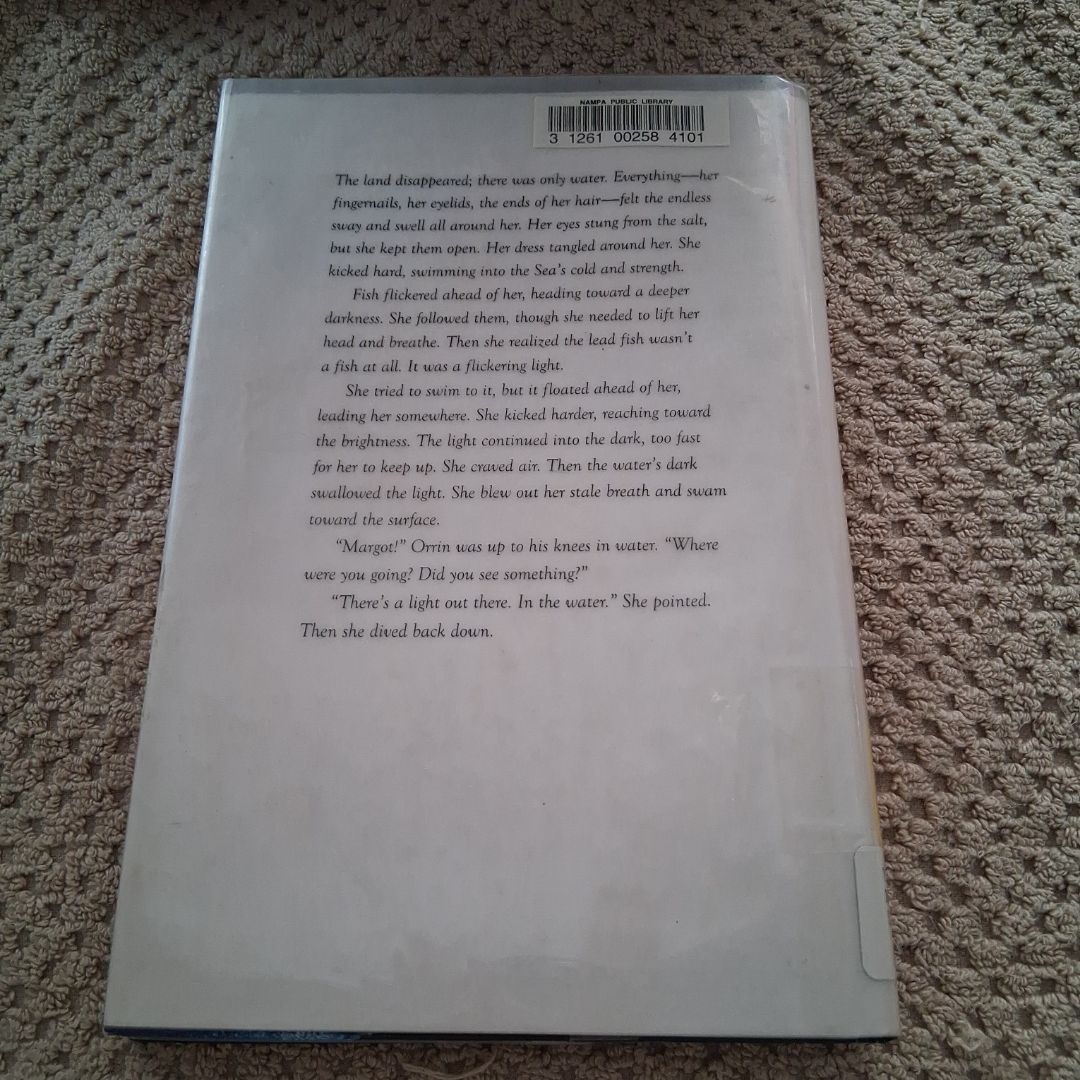 NAMPA PUBLIC LIBRARY
3 1261 00258 4101
The land disappeared; there was only water. Everything—her
fingernails, her eyelids, the ends of her hair—felt the endless
sway and swell all around her. Her eyes stung from the salt,
but she kept them open. Her dress tangled around her. She
kicked hard, swimming into the Sea's cold and strength.
Fish flickered ahead of her, heading toward a deeper
darkness. She followed them, though she needed to lift her
head and breathe. Then she realized the lead fish wasn't
a fish at all. It was a flickering light.
She tried to swim to it, but it floated ahead of her,
leading her somewhere. She kicked harder, reaching toward
the brightness. The light continued into the dark, too fast
for her to keep up. She craved air. Then the water's dark
swallowed the light. She blew out her stale breath and swam
toward the surface.
"Margot!" Orrin was up to his knees in water. "Where
were you going? Did you see something?"
"There's a light out there. In the water." She pointed.
Then she dived back down.